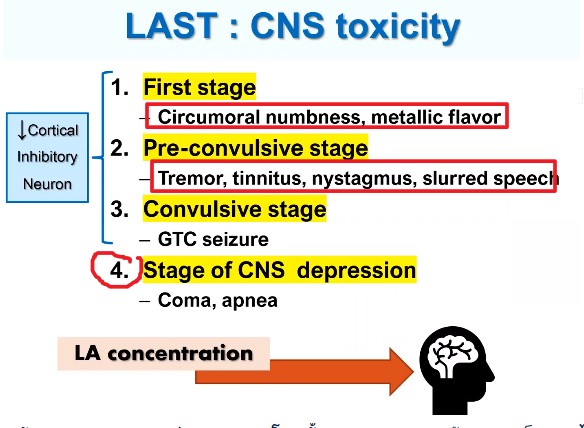 LAST : CNS toxicity
1. First stage
– Circumoral numbness, metallic flavor
↓Cortical
Inhibitory
Neuron
2. Pre-convulsive stage
– Tremor, tinnitus, nystagmus, slurred speech
3. Convulsive stage
– GTC seizure
4. Stage of CNS depression
– Coma, apnea
LA concentration